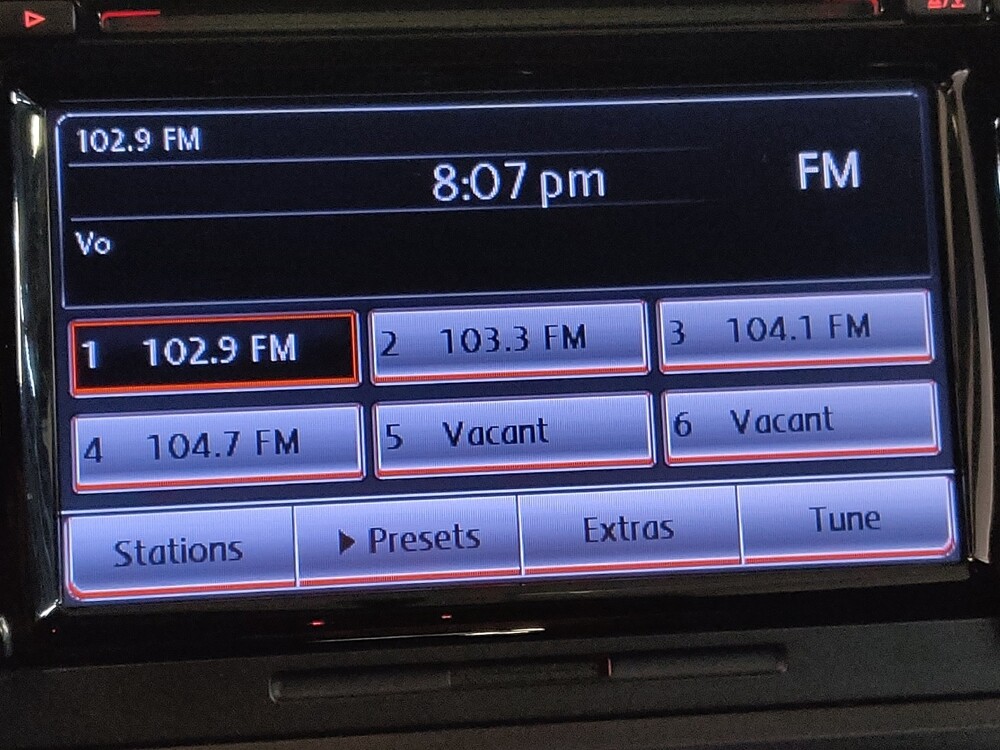 102.9 FM
8:07 pm
FM
Vo
1 102.9 FM
2 103.3 FM
3 104.1 FM
4 104.7 FM
5 Vacant
6 Vacant
Stations
Presets
Extras
Tune